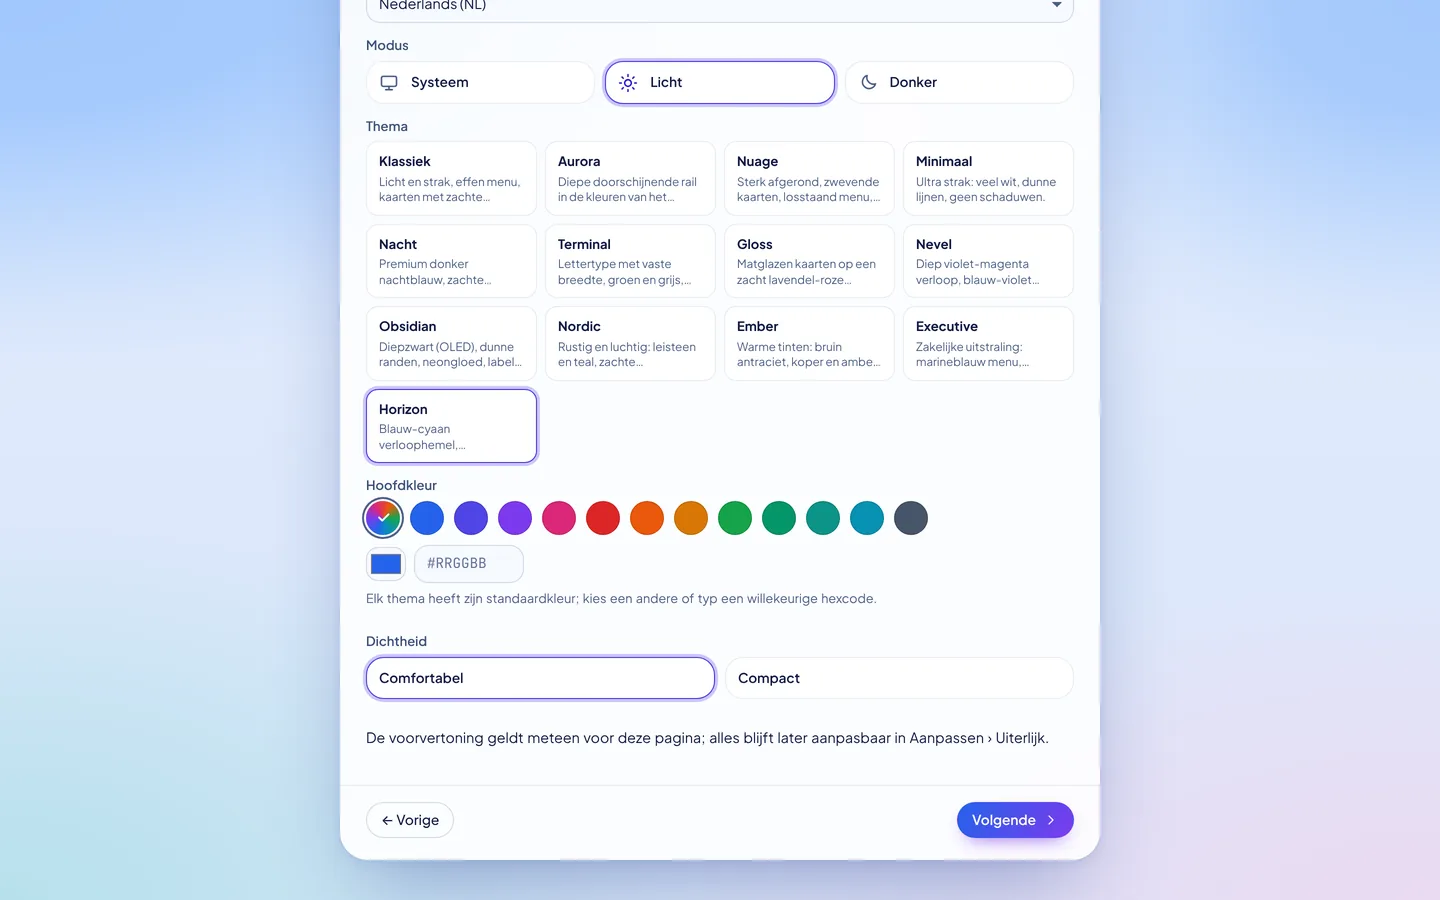 Nederlands (NL)
Modus
Systeem
Licht
Donker
Thema
Klassiek
Licht en strak, effen menu,
kaarten met zachte...
Aurora
Diepe doorschijnende rail
in de kleuren van het...
Nuage
Sterk afgerond, zwevende
kaarten, losstaand menu,...
Minimaal
Ultra strak: veel wit, dunne
lijnen, geen schaduwen.
Nacht
Premium donker
nachtblauw, zachte...
Terminal
Lettertype met vaste
breedte, groen en grijs,...
Gloss
Matglazen kaarten op een
zacht lavendel-roze...
Nevel
Diep violet-magenta
verloop, blauw-violet...
Obsidian
Diepzwart (OLED), dunne
randen, neongloed, label...
Nordic
Rustig en luchtig: leisteen
en teal, zachte...
Ember
Warme tinten: bruin
antraciet, koper en ambe...
Executive
Zakelijke uitstraling:
marineblauw menu,...
Horizon
Blauw-cyaan
verloophemel,...
Hoofdkleur
#RRGGBB
Elk thema heeft zijn standaardkleur; kies een andere of typ een willekeurige hexcode.
Dichtheid
Comfortabel
Compact
De voorvertoning geldt meteen voor deze pagina; alles blijft later aanpasbaar in Aanpassen › Uiterlijk.
← Vorige
Volgende